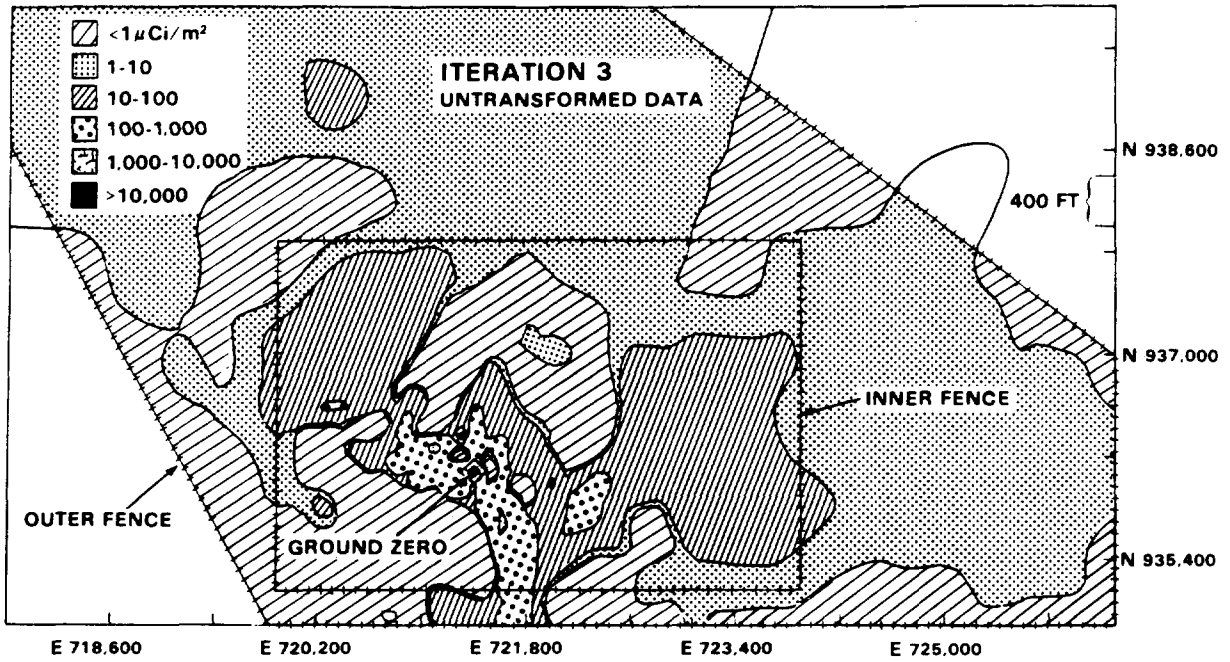 <1μCi/m²
1-10
10-100
100-1.000
1,000-10,000
>10,000
ITERATION 3
UNTRANSFORMED DATA
N 938,600
400 FT
N 937,000
INNER FENCE
OUTER FENCE
GROUND ZERO
N 935,400
E 718,600
E 720,200
E 721,800
E 723,400
E 725,000